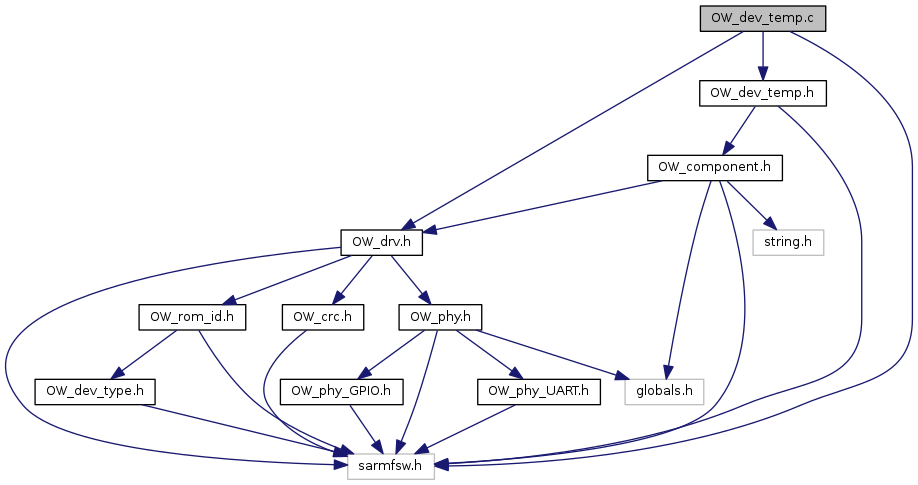 OW_dev_temp.c
OW_dev_temp.h
OW_component.h
OW_drv.h
string.h
OW_rom_id.h
OW_crc.h
OW_phy.h
OW_dev_type.h
OW_phy_GPIO.h
OW_phy_UART.h
globals.h
sarmfsw.h